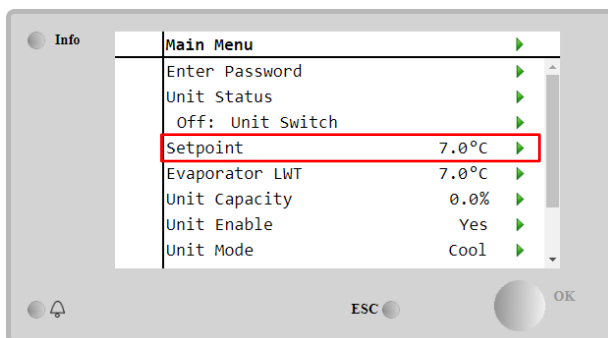 Info
Main Menu
Enter Password
Unit Status
Off: Unit Switch
Setpoint 7.0°C
Evaporator LWT 7.0°C
Unit Capacity 0.0%
Unit Enable Yes
Unit Mode Cool
ESC
OK